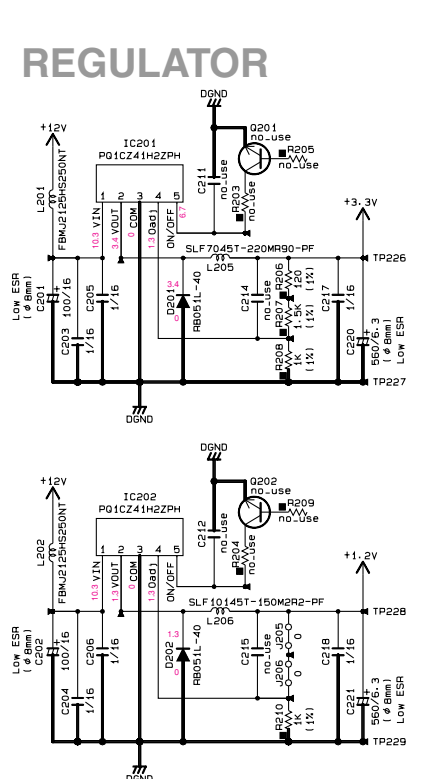 REGULATOR
DGND
+12V
Q201
no_use
IC201
PQ1CZ41H2ZPH
R205
no_use
C211
no_use
R203
no_use
L201
FBMJ2125HS250NT
1 2 3 4 5
10.3 VIN
3.4 VOUT
0 COM
1.3 Oadj
ON/OFF
6.7
+3.3V
SLF7045T-220MR90-PF
L205
TP226
Low ESR
(φ8mm)
C201
100/16
C203
1/16
C205
1/16
3.4
D201
0
RB051L-40
C214
no_use
R206
120
(1%)
R207
1.5K
(1%)
R208
1K
(1%)
C217
1/16
C220
560/6.3
(φ8mm)
Low ESR
TP227
DGND
DGND
+12V
Q202
no_use
IC202
PQ1CZ41H2ZPH
R209
no_use
C212
no_use
R204
no_use
L202
FBMJ2125HS250NT
1 2 3 4 5
10.3 VIN
1.3 VOUT
0 COM
1.3 Oadj
ON/OFF
+1.2V
SLF10145T-150M2R2-PF
L206
TP228
Low ESR
(φ8mm)
C202
100/16
C204
1/16
C206
1/16
1.3
D202
0
RB051L-40
C215
no_use
J205
0
J206
0
R210
1K
(1%)
C218
1/16
C221
560/6.3
(φ8mm)
Low ESR
TP229
DGND